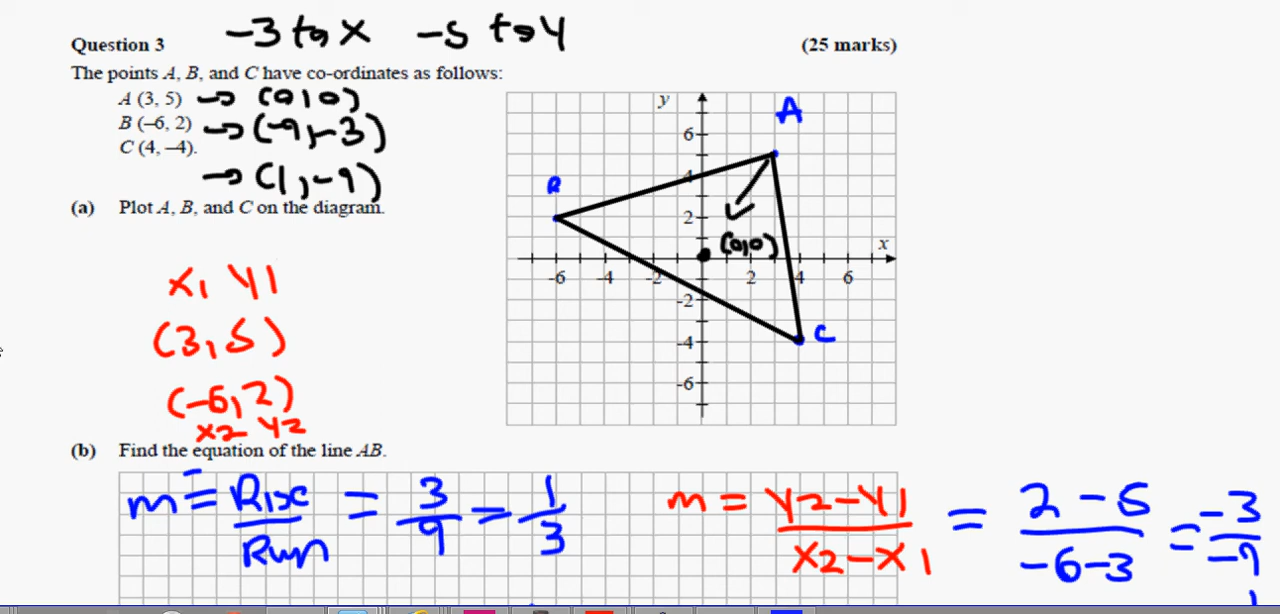 -3 to x -5 to y
Question 3 (25 marks)
The points A, B, and C have co-ordinates as follows:
A (3, 5) → (0,0)
B (–6, 2) → (-9,-3)
C (4, –4).
→ (1,-9)
(a) Plot A, B, and C on the diagram.
y
A
6
4
B
2
(0,0)
x
-6 -4 -2 2 4 6
-2
-4
C
-6
x1 y1
(3,5)
(-6,2)
x2 y2
(b) Find the equation of the line AB.
m = Rise/Run = 3/9 = 1/3
m = y2-y1/x2-x1 = 2-5/-6-3 = -3/-9